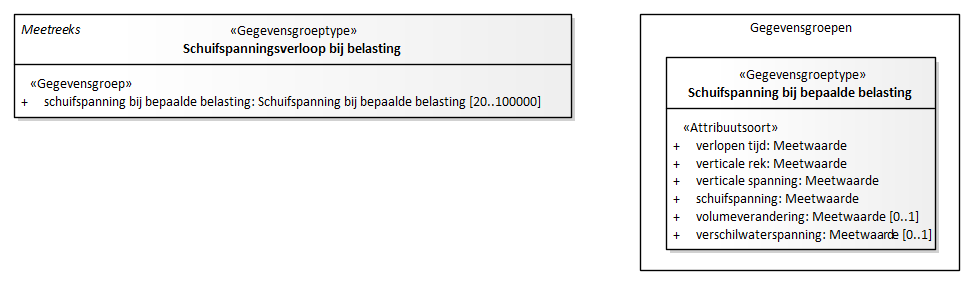 Meetreeks
«Gegevensgroeptype»
Schuifspanningsverloop bij belasting
«Gegevensgroep»
+ schuifspanning bij bepaalde belasting: Schuifspanning bij bepaalde belasting [20..100000]
Gegevensgroepen
«Gegevensgroeptype»
Schuifspanning bij bepaalde belasting
«Attribuutsoort»
+ verlopen tijd: Meetwaarde
+ verticale rek: Meetwaarde
+ verticale spanning: Meetwaarde
+ schuifspanning: Meetwaarde
+ volumeverandering: Meetwaarde [0..1]
+ verschilwaterspanning: Meetwaarde [0..1]